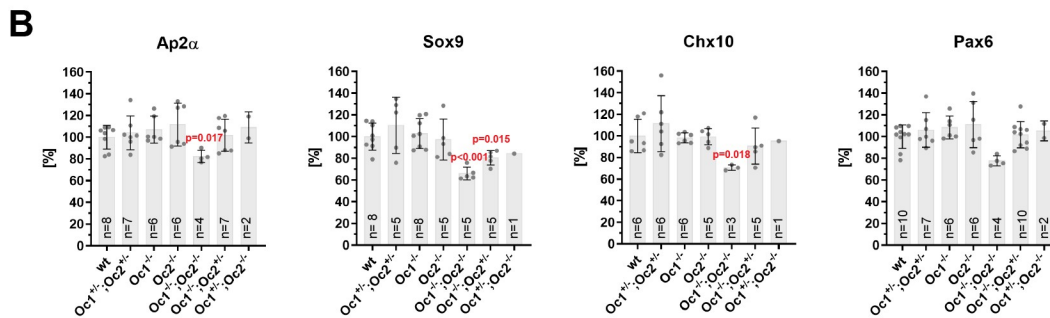 B
Ap2α
Sox9
Chx10
Pax6
[%]
160
140
120
100
80
60
40
20
0
p=0.017
n=8
n=7
n=6
n=6
n=4
n=7
n=2
wt
Oc1+/-;Oc2+/-
Oc1-/-
Oc2-/-
Oc1-/-;Oc2-/-
Oc1-/-;Oc2+/-
Oc1+/-;Oc2-/-
[%]
160
140
120
100
80
60
40
20
0
p<0.001
p=0.015
n=8
n=5
n=8
n=5
n=5
n=5
n=1
wt
Oc1+/-;Oc2+/-
Oc1-/-
Oc2-/-
Oc1-/-;Oc2-/-
Oc1-/-;Oc2+/-
Oc1+/-;Oc2-/-
[%]
160
140
120
100
80
60
40
20
0
p=0.018
n=6
n=6
n=6
n=5
n=3
n=5
n=1
wt
Oc1+/-;Oc2+/-
Oc1-/-
Oc2-/-
Oc1-/-;Oc2-/-
Oc1-/-;Oc2+/-
Oc1+/-;Oc2-/-
[%]
160
140
120
100
80
60
40
20
0
n=10
n=7
n=6
n=6
n=4
n=10
n=2
wt
Oc1+/-;Oc2+/-
Oc1-/-
Oc2-/-
Oc1-/-;Oc2-/-
Oc1-/-;Oc2+/-
Oc1+/-;Oc2-/-